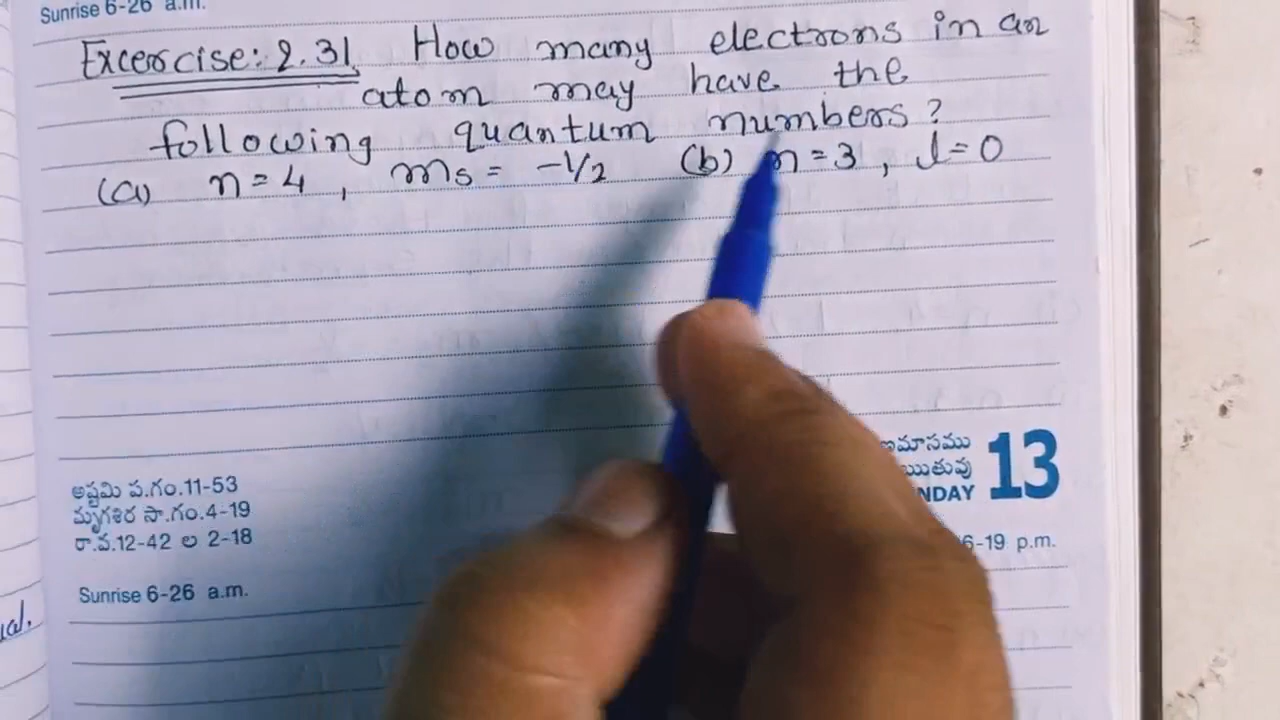 Sunrise 6-26 a.m.
Excercise: 2.31. How many electrons in an
atom may have the
following quantum numbers?
(a) n = 4, ms = -1/2 (b) n = 3, l = 0
అష్టమి ప.గం.11-53
మృగశిర సా.గం.4-19
రా.వ.12-42 ల 2-18
Sunrise 6-26 a.m.
ఋతువు
NDAY
13
6-19 p.m.